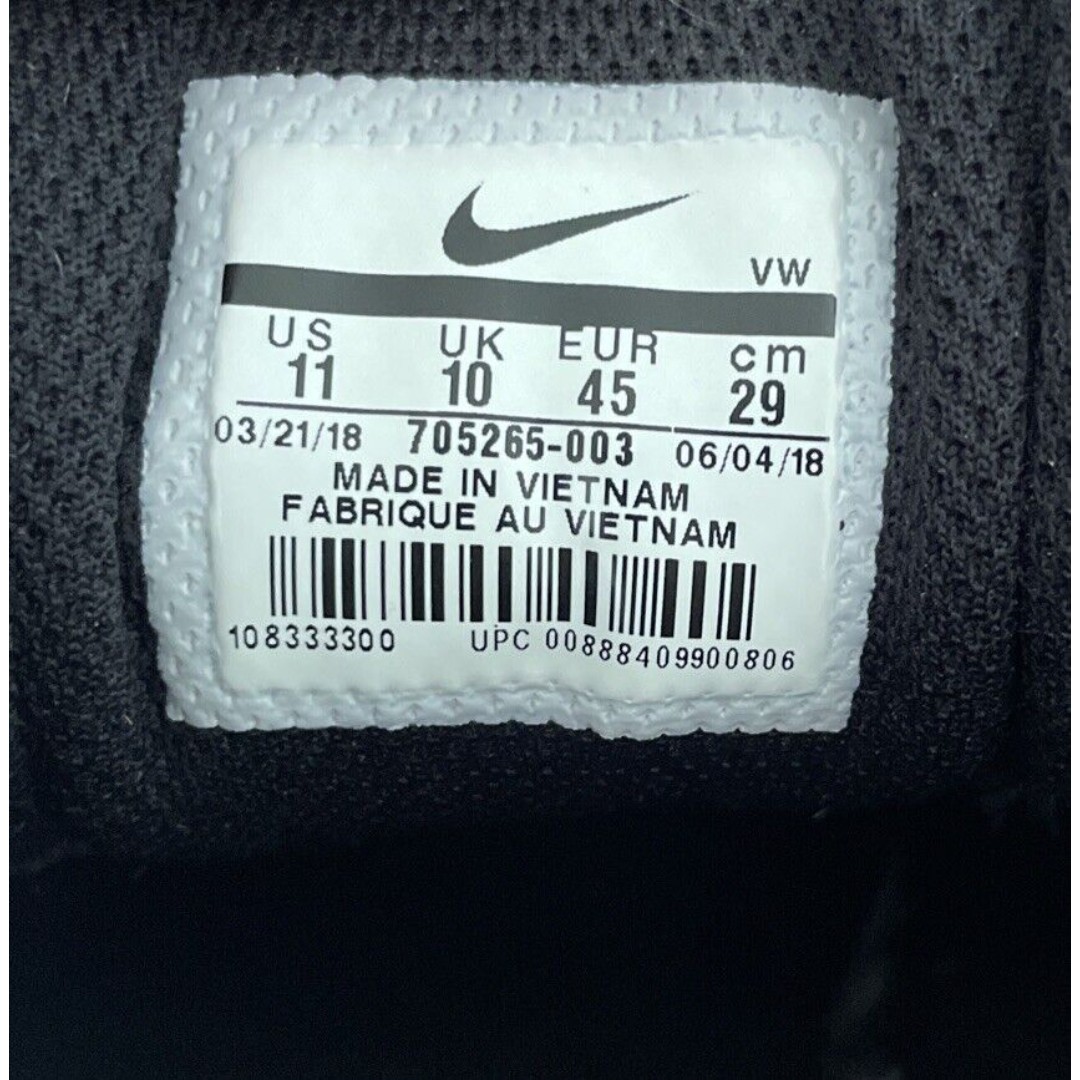 VW
US UK EUR cm
11 10 45 29
03/21/18 705265-003 06/04/18
MADE IN VIETNAM
FABRIQUE AU VIETNAM
108333300 UPC 00888409900806